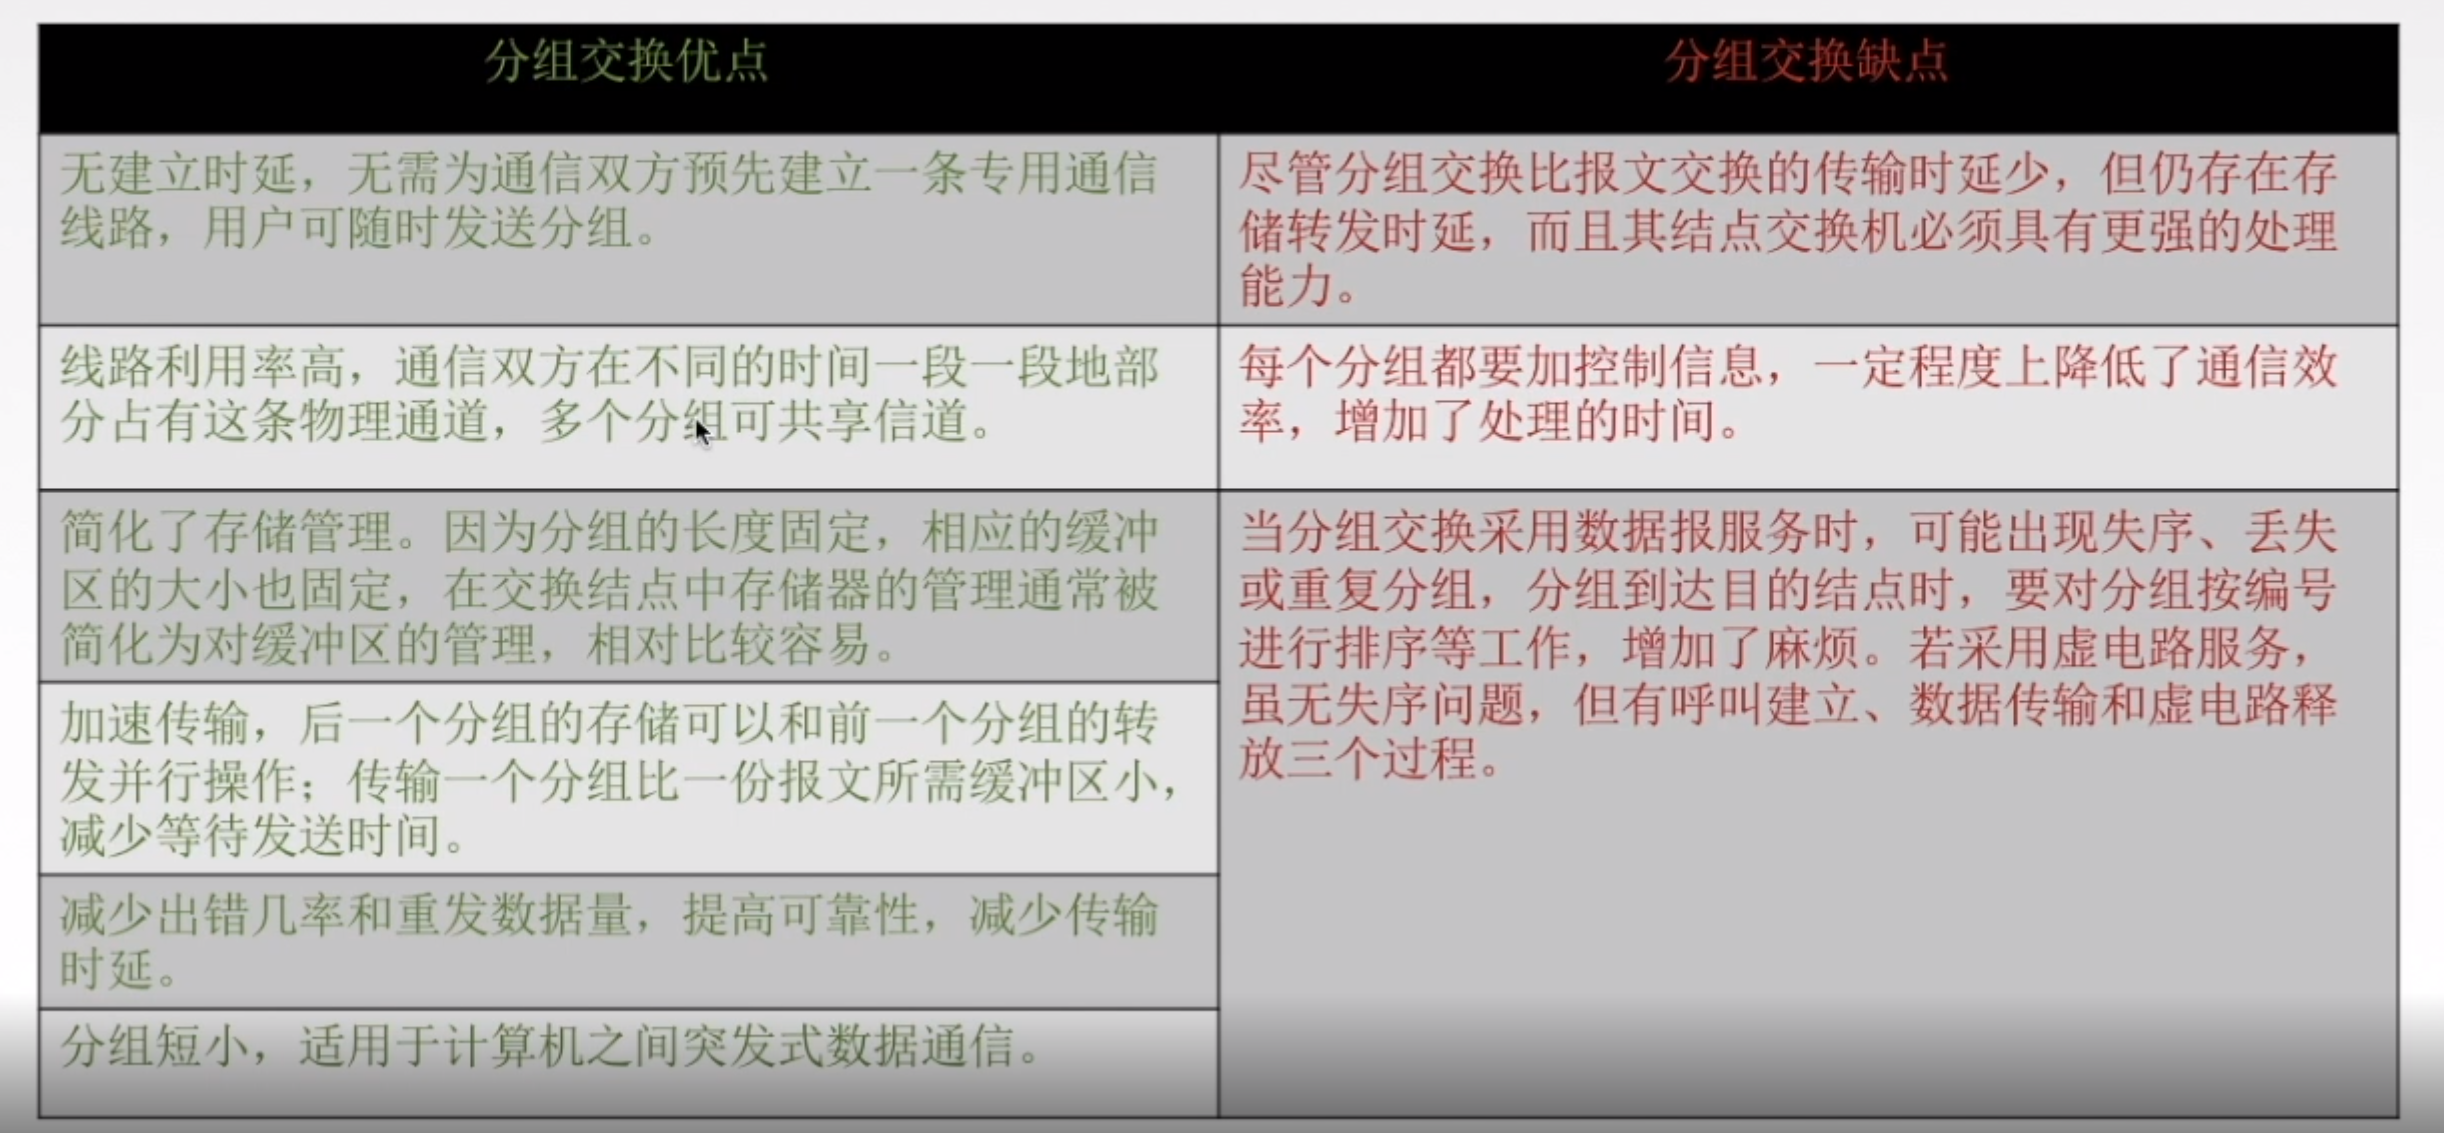 分组交换优点
分组交换缺点
无建立时延，无需为通信双方预先建立一条专用通信
线路，用户可随时发送分组。
尽管分组交换比报文交换的传输时延少，但仍存在存
储转发时延，而且其结点交换机必须具有更强的处理
能力。
线路利用率高，通信双方在不同的时间一段一段地部
分占有这条物理通道，多个分组可共享信道。
每个分组都要加控制信息，一定程度上降低了通信效
率，增加了处理的时间。
简化了存储管理。因为分组的长度固定，相应的缓冲
区的大小也固定，在交换结点中存储器的管理通常被
简化为对缓冲区的管理，相对比较容易。
当分组交换采用数据报服务时，可能出现失序、丢失
或重复分组，分组到达目的结点时，要对分组按编号
进行排序等工作，增加了麻烦。若采用虚电路服务，
虽无失序问题，但有呼叫建立、数据传输和虚电路释
放三个过程。
加速传输，后一个分组的存储可以和前一个分组的转
发并行操作；传输一个分组比一份报文所需缓冲区小，
减少等待发送时间。
减少出错几率和重发数据量，提高可靠性，减少传输
时延。
分组短小，适用于计算机之间突发式数据通信。